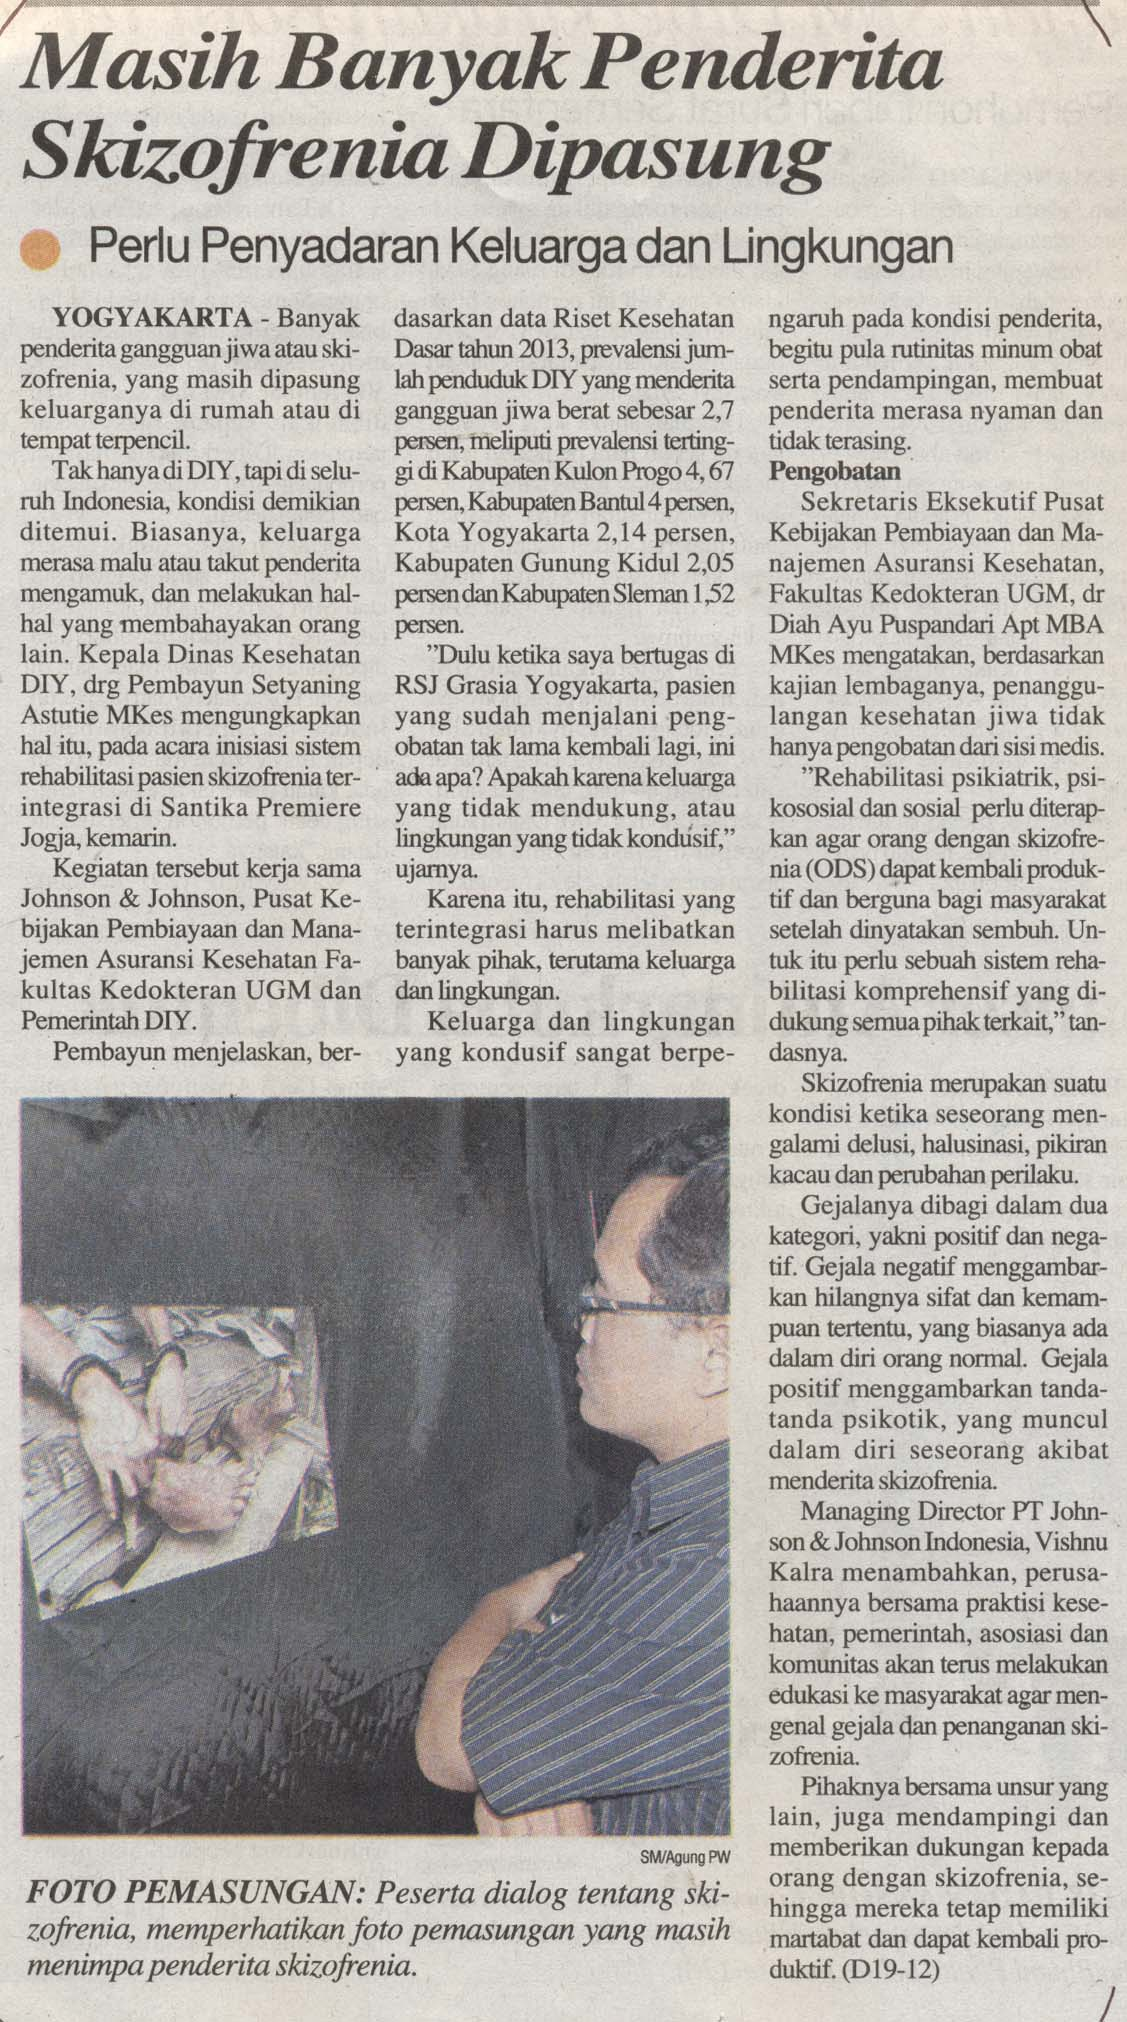 Masih Banyak Penderita
Skizofrenia Dipasung
Perlu Penyadaran Keluarga dan Lingkungan
YOGYAKARTA - Banyak
penderita gangguan jiwa atau ski-
zofrenia, yang masih dipasung
keluarganya di rumah atau di
tempat terpencil.
Tak hanya di DIY, tapi di selu-
ruh Indonesia, kondisi demikian
ditemui. Biasanya, keluarga
merasa malu atau takut penderita
mengamuk, dan melakukan hal-
hal yang membahayakan orang
lain. Kepala Dinas Kesehatan
DIY, drg Pembayun Setyaning
Astutie MKes mengungkapkan
hal itu, pada acara inisiasi sistem
rehabilitasi pasien skizofrenia ter-
integrasi di Santika Premiere
Jogja, kemarin.
Kegiatan tersebut kerja sama
Johnson & Johnson, Pusat Ke-
bijakan Pembiayaan dan Mana-
jemen Asuransi Kesehatan Fa-
kultas Kedokteran UGM dan
Pemerintah DIY.
Pembayun menjelaskan, ber-
dasarkan data Riset Kesehatan
Dasar tahun 2013, prevalensi jum-
lah penduduk DIY yang menderita
gangguan jiwa berat sebesar 2,7
persen, meliputi prevalensi terting-
gi di Kabupaten Kulon Progo 4, 67
persen, Kabupaten Bantul 4 persen,
Kota Yogyakarta 2,14 persen,
Kabupaten Gunung Kidul 2,05
persen dan Kabupaten Sleman 1,52
persen.
"Dulu ketika saya bertugas di
RSJ Grasia Yogyakarta, pasien
yang sudah menjalani peng-
obatan tak lama kembali lagi, ini
ada apa? Apakah karena keluarga
yang tidak mendukung, atau
lingkungan yang tidak kondusif,"
ujarnya.
Karena itu, rehabilitasi yang
terintegrasi harus melibatkan
banyak pihak, terutama keluarga
dan lingkungan.
Keluarga dan lingkungan
yang kondusif sangat berpe-
ngaruh pada kondisi penderita,
begitu pula rutinitas minum obat
serta pendampingan, membuat
penderita merasa nyaman dan
tidak terasing.
Pengobatan
Sekretaris Eksekutif Pusat
Kebijakan Pembiayaan dan Ma-
najemen Asuransi Kesehatan,
Fakultas Kedokteran UGM, dr
Diah Ayu Puspandari Apt MBA
MKes mengatakan, berdasarkan
kajian lembaganya, penanggu-
langan kesehatan jiwa tidak
hanya pengobatan dari sisi medis.
"Rehabilitasi psikiatrik, psi-
kososial dan sosial perlu diterap-
kan agar orang dengan skizofre-
nia (ODS) dapat kembali produk-
tif dan berguna bagi masyarakat
setelah dinyatakan sembuh. Un-
tuk itu perlu sebuah sistem reha-
bilitasi komprehensif yang di-
dukung semua pihak terkait," tan-
dasnya.
Skizofrenia merupakan suatu
kondisi ketika seseorang men-
galami delusi, halusinasi, pikiran
kacau dan perubahan perilaku.
Gejalanya dibagi dalam dua
kategori, yakni positif dan nega-
tif. Gejala negatif menggambar-
kan hilangnya sifat dan kemam-
puan tertentu, yang biasanya ada
dalam diri orang normal. Gejala
positif menggambarkan tanda-
tanda psikotik, yang muncul
dalam diri seseorang akibat
menderita skizofrenia.
Managing Director PT John-
son & Johnson Indonesia, Vishnu
Kalra menambahkan, perusa-
haannya bersama praktisi kese-
hatan, pemerintah, asosiasi dan
komunitas akan terus melakukan
edukasi ke masyarakat agar men-
genal gejala dan penanganan ski-
zofrenia.
Pihaknya bersama unsur yang
lain, juga mendampingi dan
memberikan dukungan kepada
orang dengan skizofrenia, se-
hingga mereka tetap memiliki
martabat dan dapat kembali pro-
duktif. (D19-12)
SM/Agung PW
FOTO PEMASUNGAN: Peserta dialog tentang ski-
zofrenia, memperhatikan foto pemasungan yang masih
menimpa penderita skizofrenia.